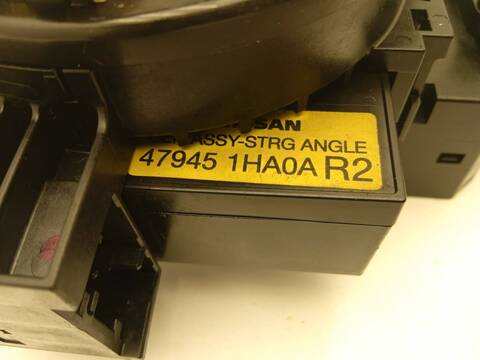 ASSY-STRG ANGLE
47945 1HA0A R2